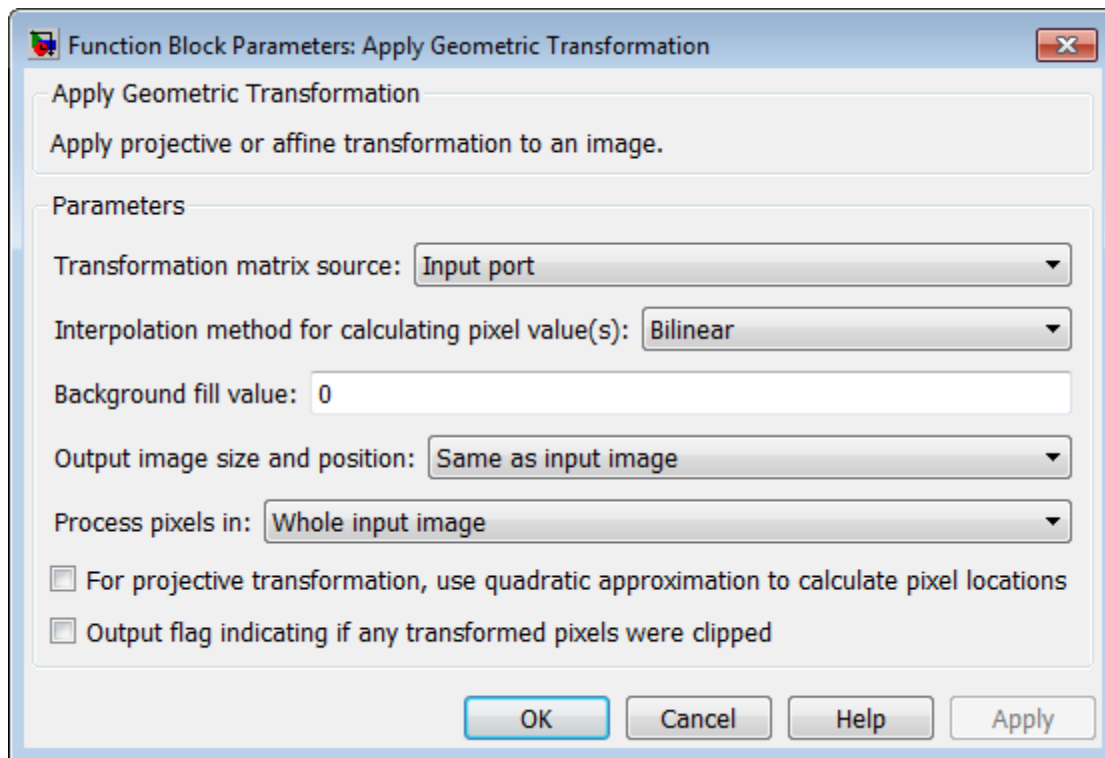 Function Block Parameters: Apply Geometric Transformation
Apply Geometric Transformation
Apply projective or affine transformation to an image.
Parameters
Transformation matrix source: Input port
Interpolation method for calculating pixel value(s): Bilinear
Background fill value: 0
Output image size and position: Same as input image
Process pixels in: Whole input image
For projective transformation, use quadratic approximation to calculate pixel locations
Output flag indicating if any transformed pixels were clipped
OK Cancel Help Apply